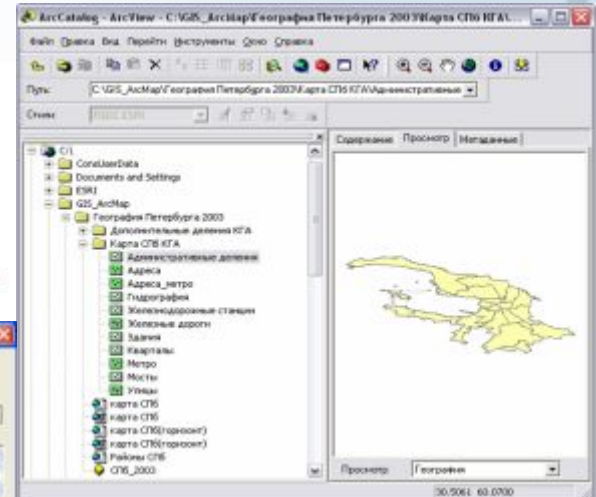 ArcCatalog - ArcView - C:\GIS_ArcMap\География Петербурга 2003\Карта СПб КГА\...
Файл Правка Вид Перейти Инструменты Окно Справка
Путь: C:\GIS_ArcMap\География Петербурга 2003\Карта СПб КГА\Административные
Стили:
Содержание Просмотр Метаданные
C:\
Documents and Settings
ESRI
GIS_ArcMap
География Петербурга 2003
Дополнительные деления КГА
Карта СПб КГА
Административные деления
Адреса
Адреса_метро
Гидрография
Железнодорожные станции
Железные дороги
Здания
Кварталы
Метро
Мосты
Улицы
карта СПб
карта СПб
карта СПб(горизонт)
карта СПб(горизонт)
Районы СПб
СПб_2003
Просмотр География
30.5061 60.0700